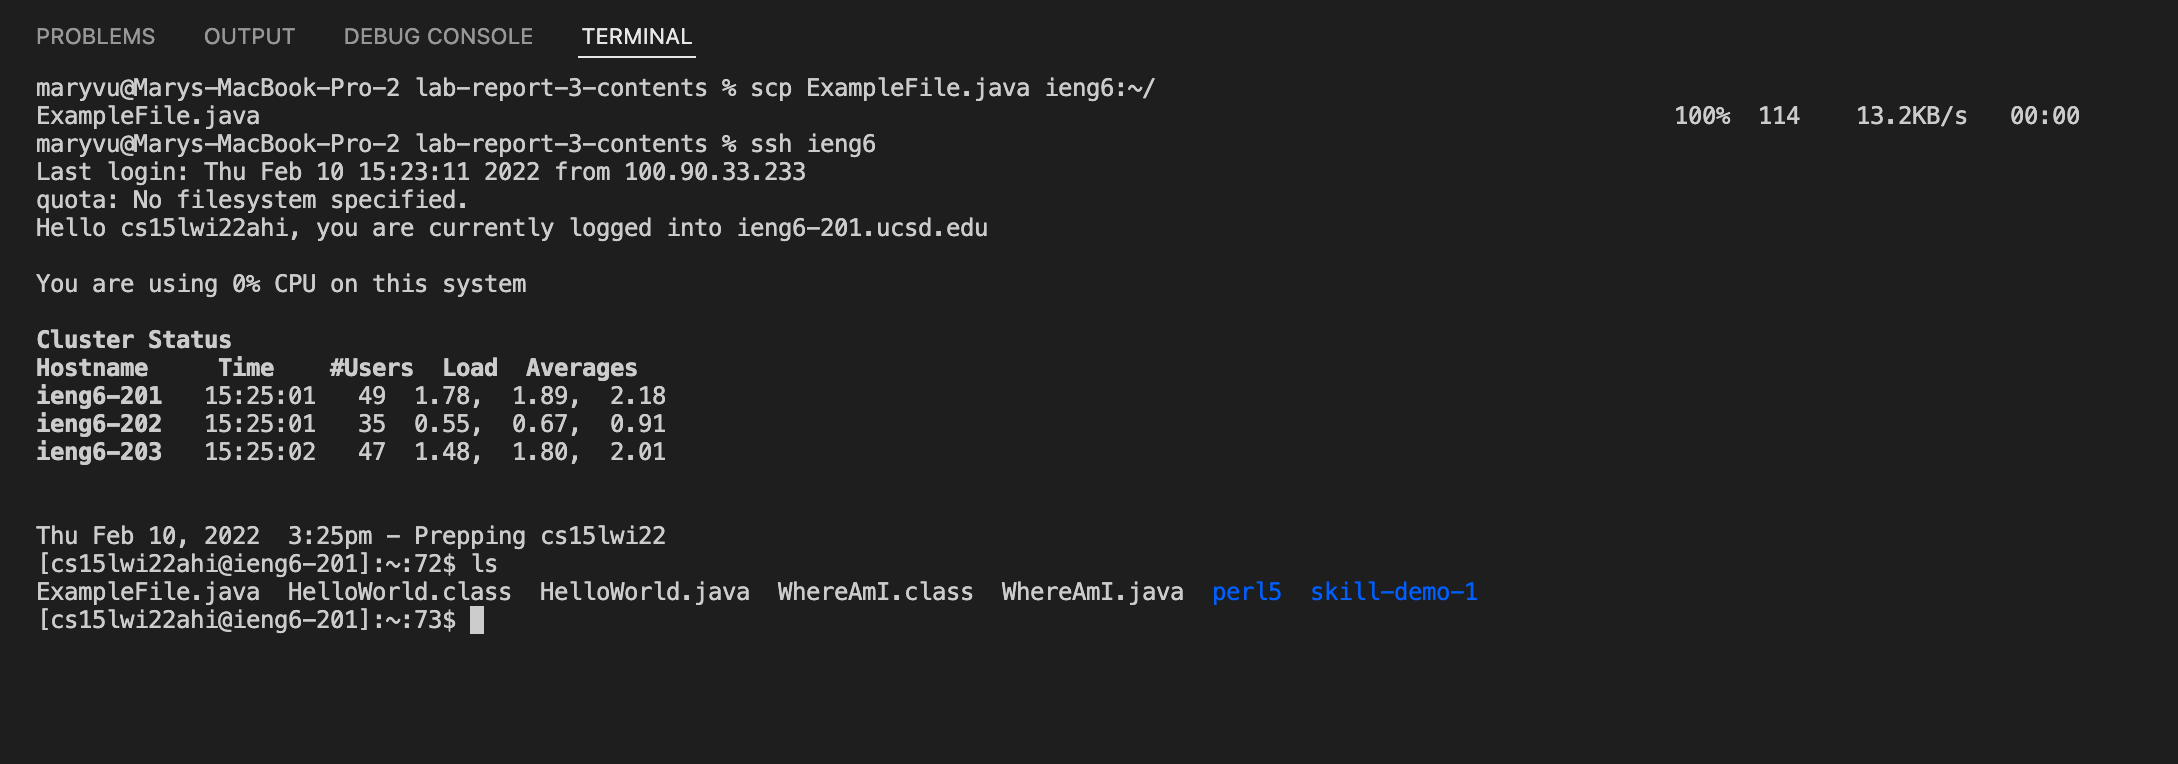 PROBLEMS OUTPUT DEBUG CONSOLE TERMINAL
maryvu@Marys-MacBook-Pro-2 lab-report-3-contents % scp ExampleFile.java ieng6:~/
ExampleFile.java 100% 114 13.2KB/s 00:00
maryvu@Marys-MacBook-Pro-2 lab-report-3-contents % ssh ieng6
Last login: Thu Feb 10 15:23:11 2022 from 100.90.33.233
quota: No filesystem specified.
Hello cs15lwi22ahi, you are currently logged into ieng6-201.ucsd.edu
You are using 0% CPU on this system
Cluster Status
Hostname Time #Users Load Averages
ieng6-201 15:25:01 49 1.78, 1.89, 2.18
ieng6-202 15:25:01 35 0.55, 0.67, 0.91
ieng6-203 15:25:02 47 1.48, 1.80, 2.01
Thu Feb 10, 2022 3:25pm - Prepping cs15lwi22
[cs15lwi22ahi@ieng6-201]:~:72$ ls
ExampleFile.java HelloWorld.class HelloWorld.java WhereAmI.class WhereAmI.java perl5 skill-demo-1
[cs15lwi22ahi@ieng6-201]:~:73$